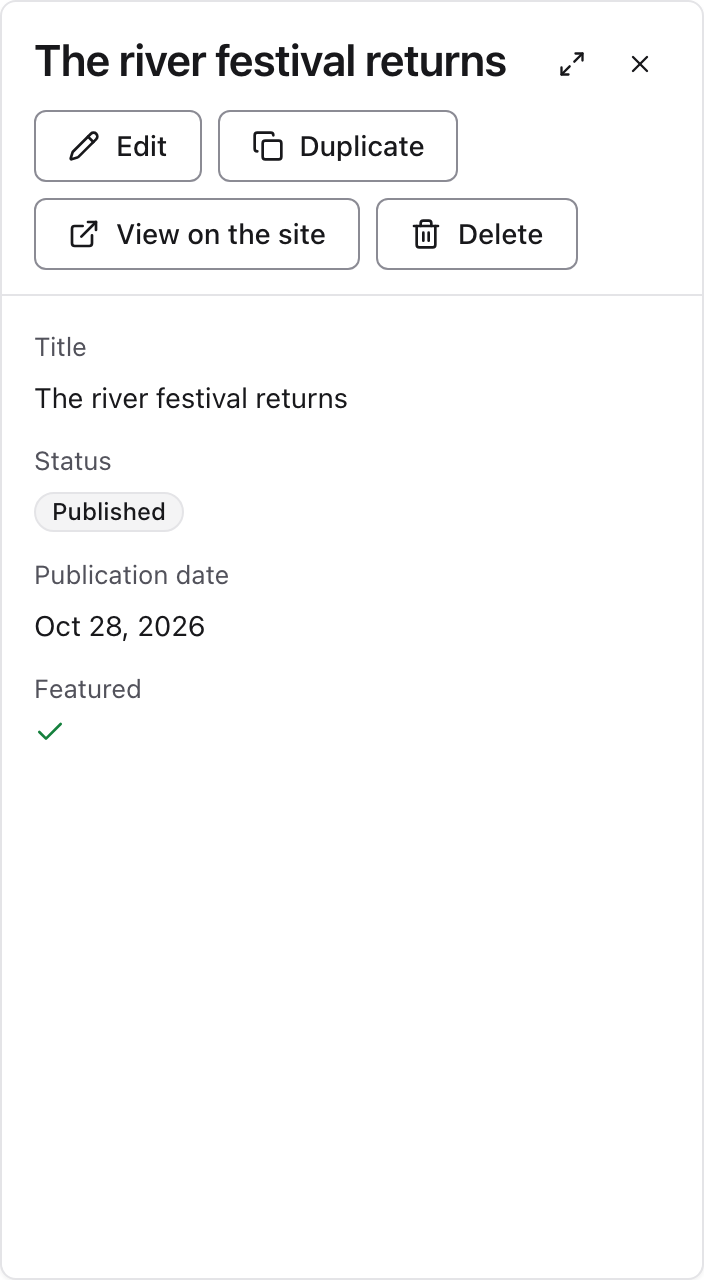 The river festival returns
Edit
Duplicate
View on the site
Delete
Title
The river festival returns
Status
Published
Publication date
Oct 28, 2026
Featured